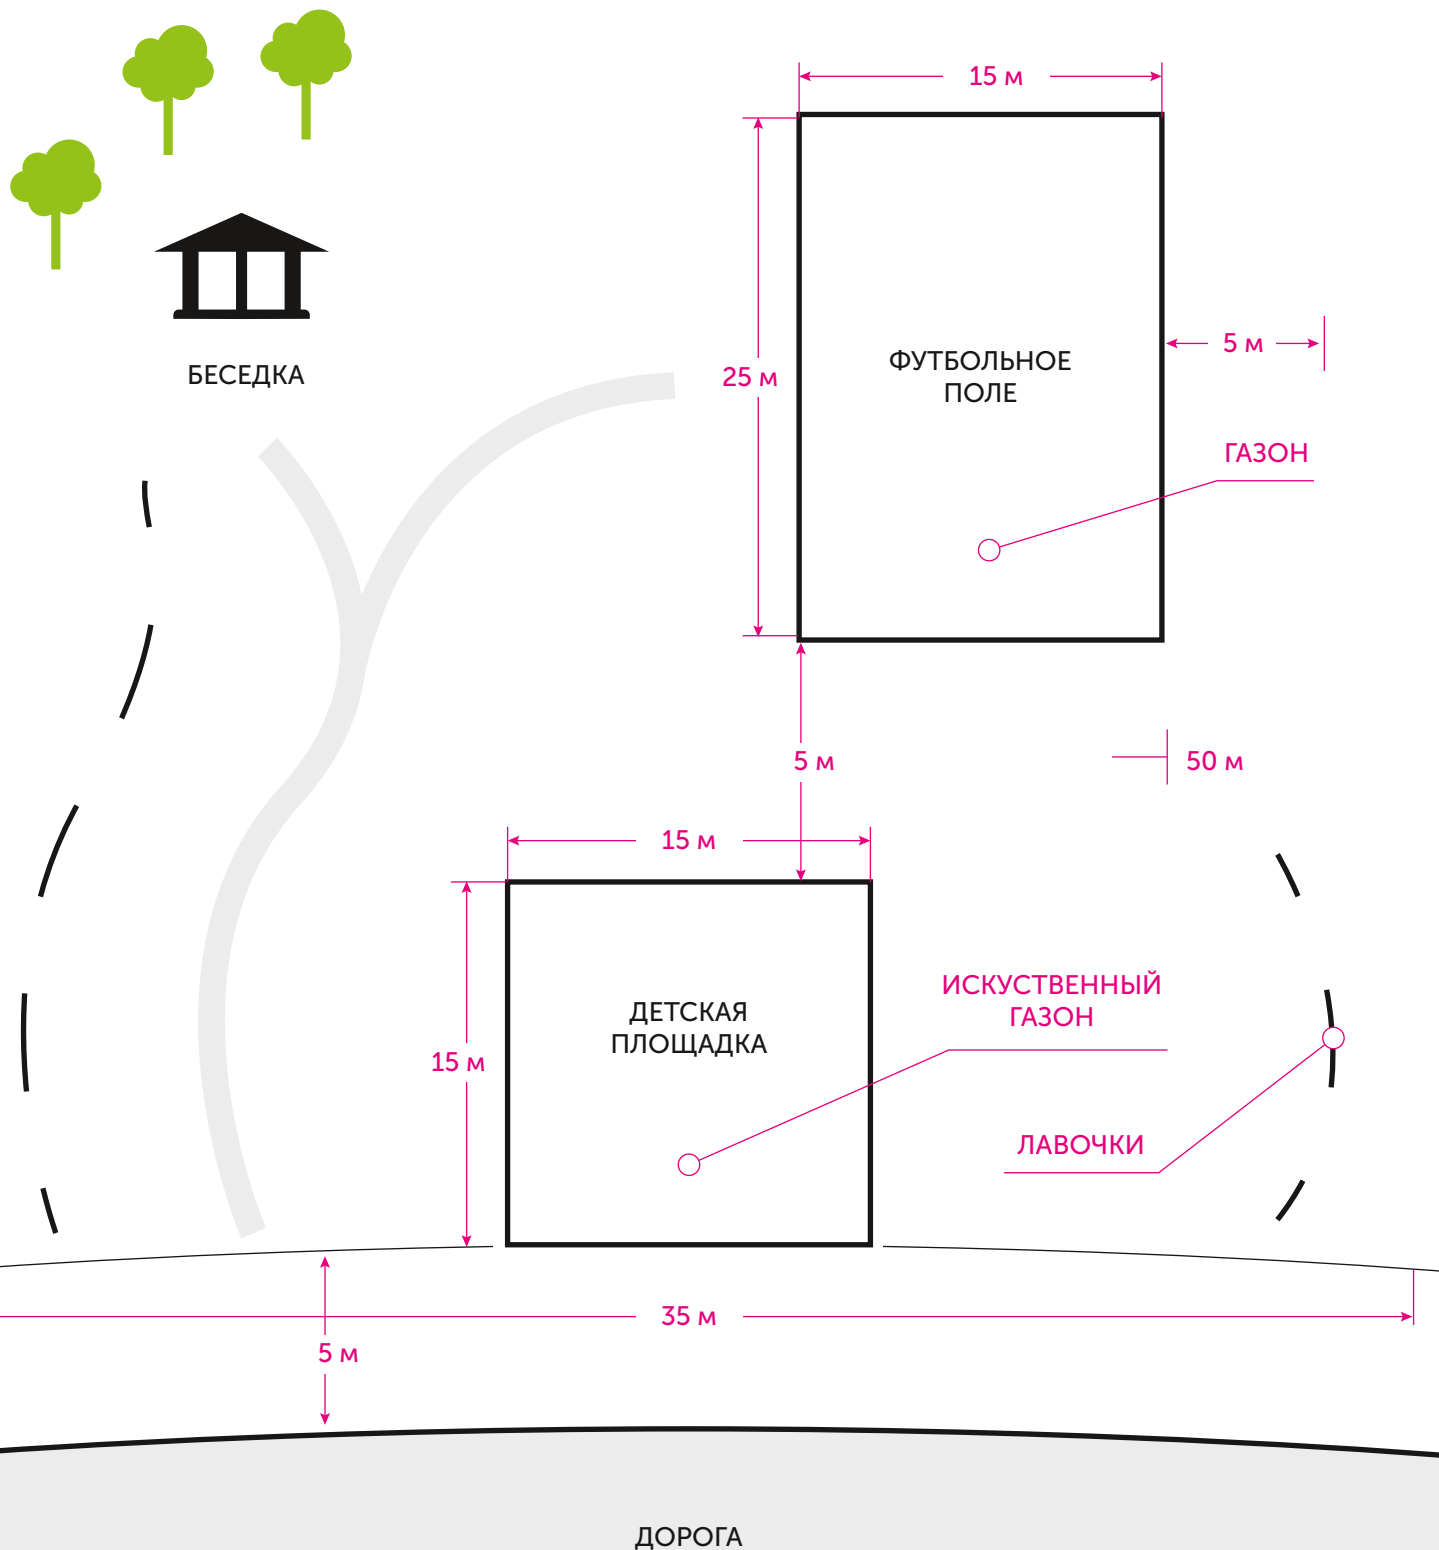 15 м
5 м
ФУТБОЛЬНОЕ
ПОЛЕ
25 м
БЕСЕДКА
ГАЗОН
5 м
50 м
15 м
ИСКУСТВЕННЫЙ
ГАЗОН
ДЕТСКАЯ
ПЛОЩАДКА
15 м
ЛАВОЧКИ
35 м
5 м
ДОРОГА